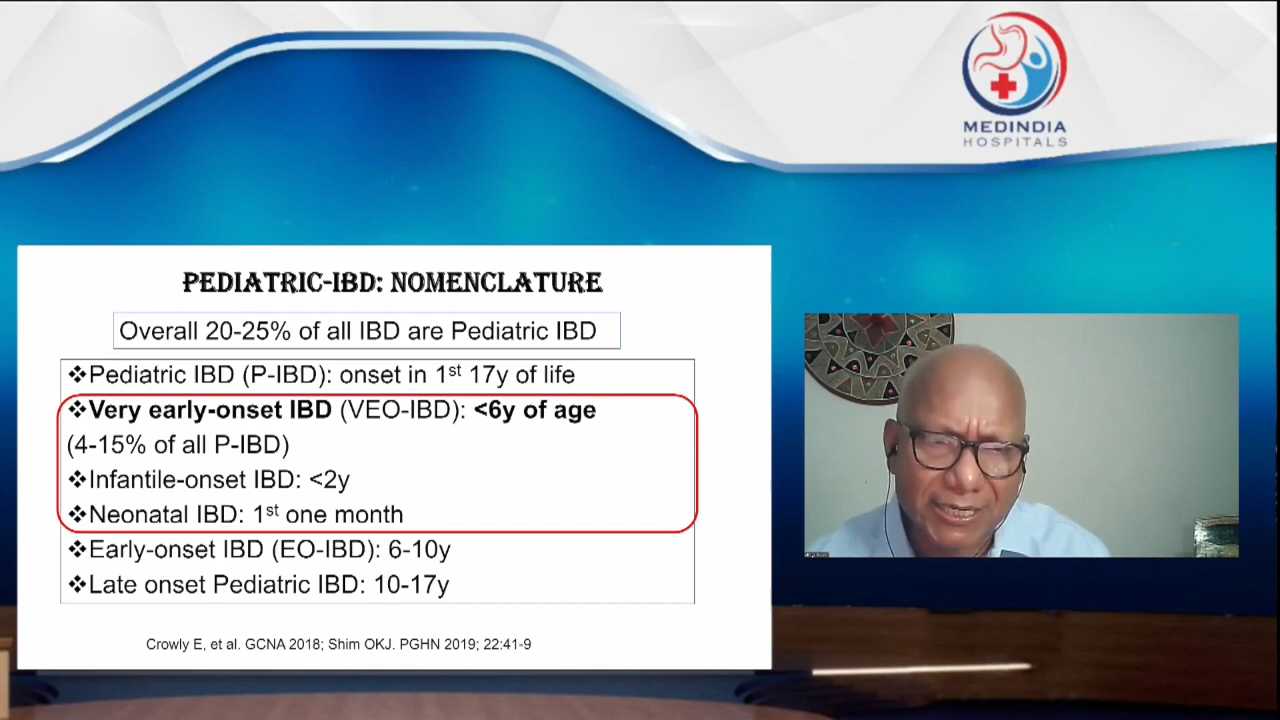 MEDINDIA
HOSPITALS
PEDIATRIC-IBD: NOMENCLATURE
Overall 20-25% of all IBD are Pediatric IBD
❖Pediatric IBD (P-IBD): onset in 1st 17y of life
❖Very early-onset IBD (VEO-IBD): <6y of age
(4-15% of all P-IBD)
❖Infantile-onset IBD: <2y
❖Neonatal IBD: 1st one month
❖Early-onset IBD (EO-IBD): 6-10y
❖Late onset Pediatric IBD: 10-17y
Crowly E, et al. GCNA 2018; Shim OKJ. PGHN 2019; 22:41-9